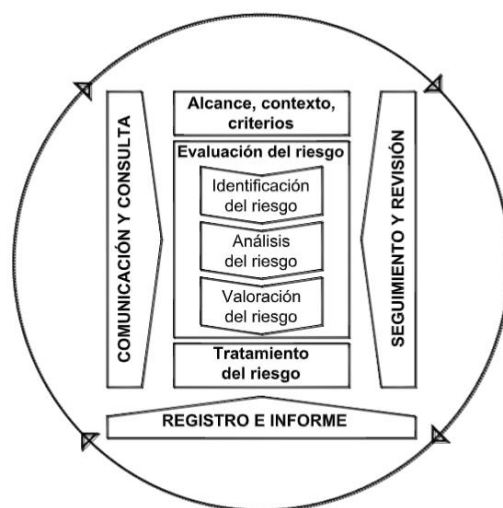 Alcance, contexto,
criterios
Evaluación del riesgo
Identificación
del riesgo
Análisis
del riesgo
Valoración
del riesgo
Tratamiento
del riesgo
COMUNICACIÓN Y CONSULTA
SEGUIMIENTO Y REVISIÓN
REGISTRO E INFORME